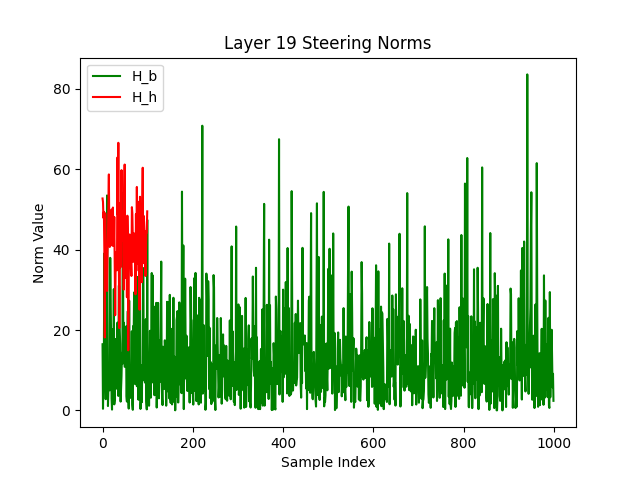 Layer 19 Steering Norms
H_b
H_h
Norm Value
80
60
40
20
0
0 200 400 600 800 1000
Sample Index